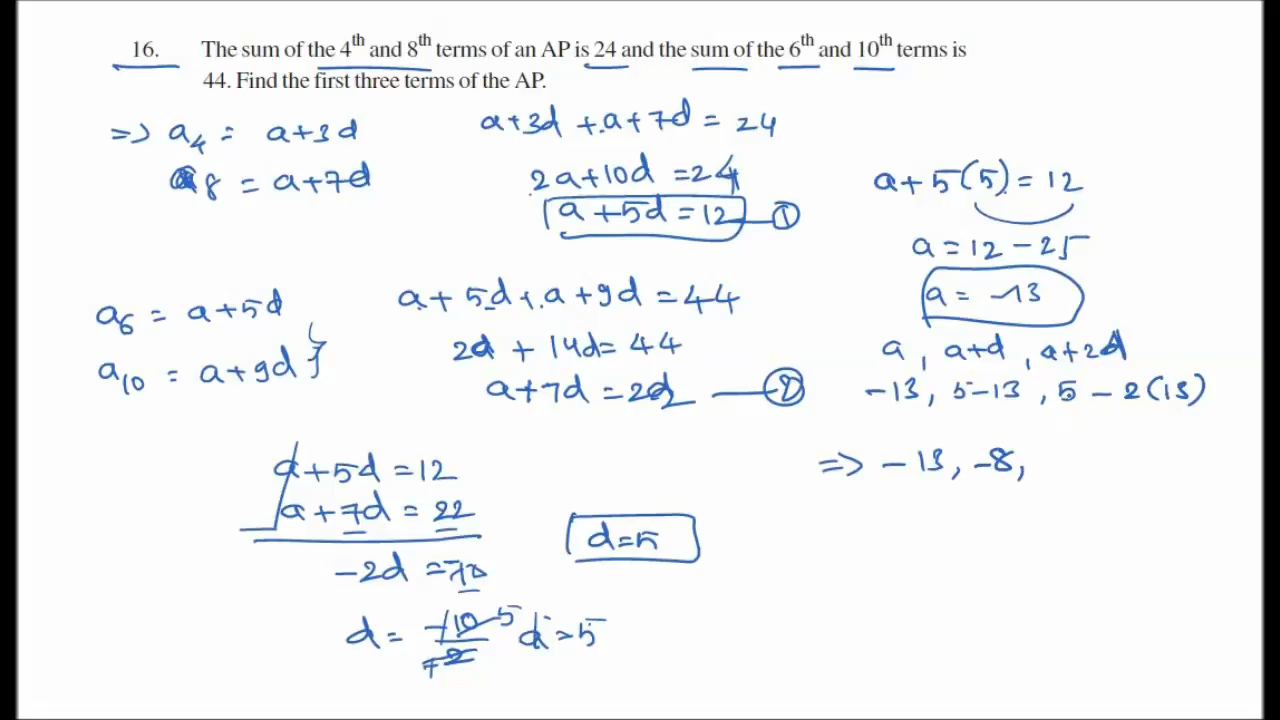 16. The sum of the 4th and 8th terms of an AP is 24 and the sum of the 6th and 10th terms is
44. Find the first three terms of the AP.
=> a4 = a+3d
a8 = a+7d
a+3d + a+7d = 24
2a+10d = 24
a+5d = 12 — ①
a6 = a+5d
a10 = a+9d }
a + 5d + a+9d = 44
2a + 14d = 44
a+7d = 22 — ②
a+5d = 12
a+7d = 22
-2d = -10
d = -10/-2 5 d = 5
d=5
a+5(5) = 12
a = 12 - 25
a = -13
a, a+d, a+2d
-13, 5-13, 5 - 2(13)
=> -13, -8,